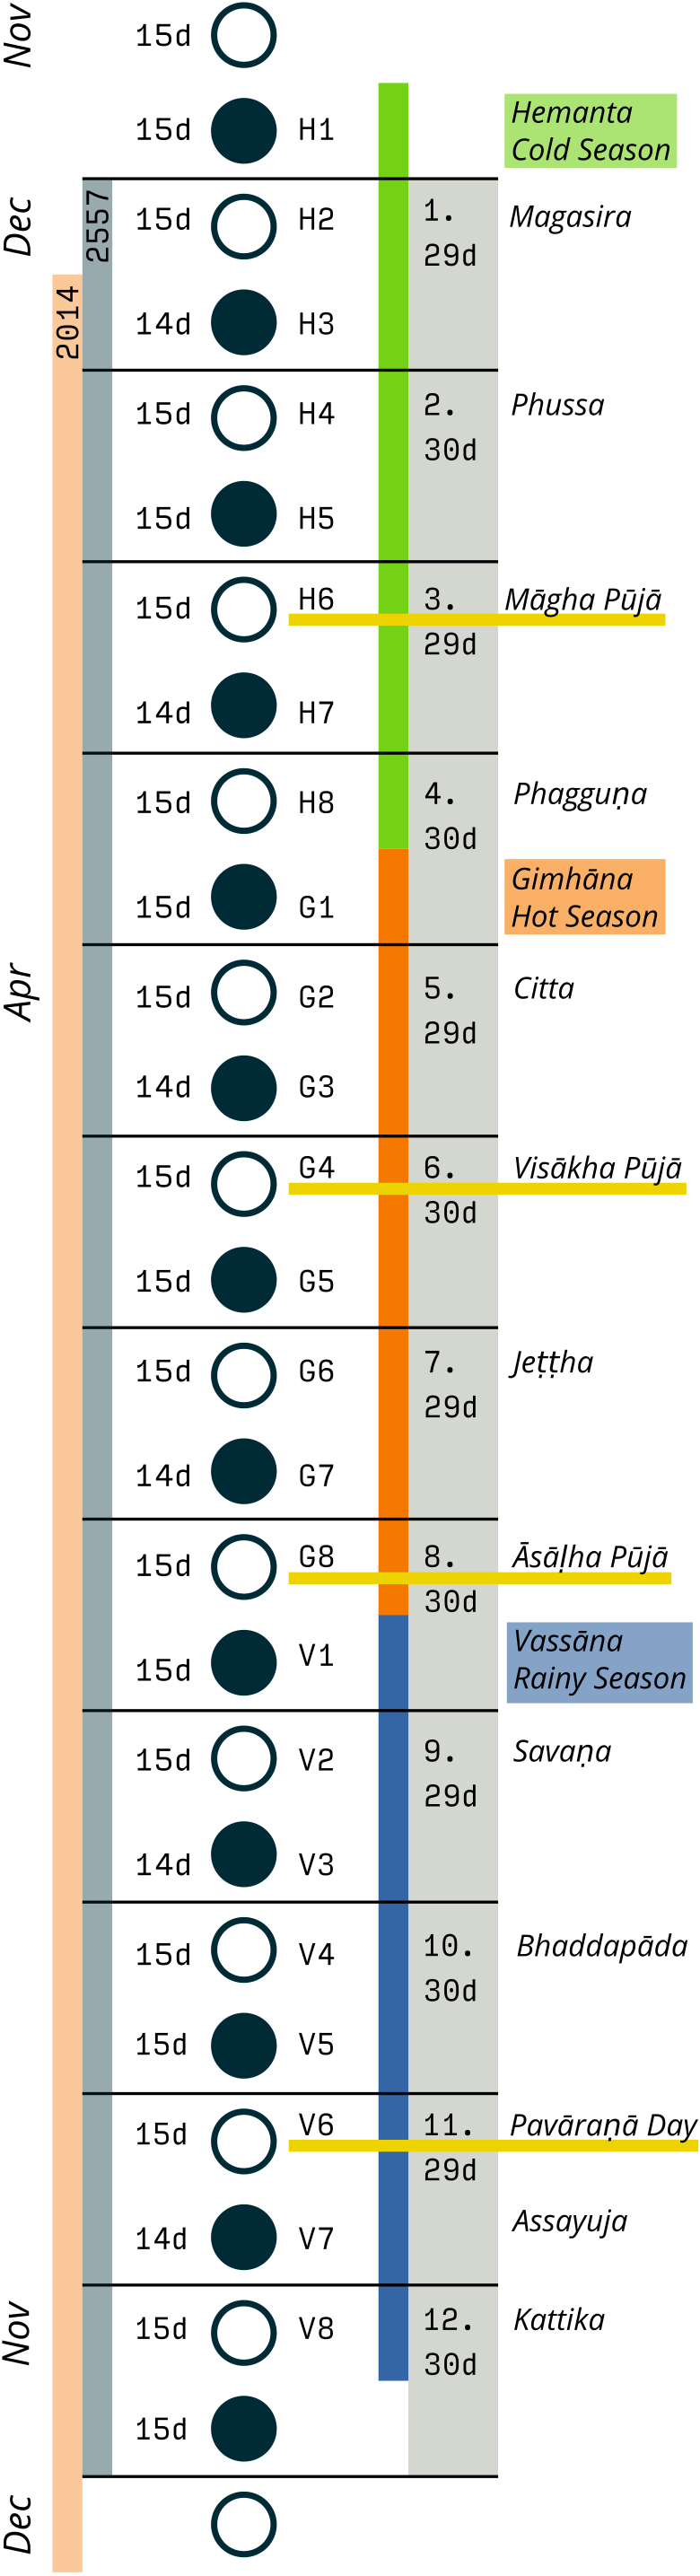 Nov
15d
15d H1
Hemanta
Cold Season
Dec
2557
15d H2
1.
29d
Magasira
2014
14d H3
15d H4
2.
30d
Phussa
15d H5
15d H6
3.
29d
Māgha Pūjā
14d H7
15d H8
4.
30d
Phagguṇa
15d G1
Gimhāna
Hot Season
Apr
15d G2
5.
29d
Citta
14d G3
15d G4
6.
30d
Visākha Pūjā
15d G5
15d G6
7.
29d
Jeṭṭha
14d G7
15d G8
8.
30d
Āsāḷha Pūjā
15d V1
Vassāna
Rainy Season
15d V2
9.
29d
Savaṇa
14d V3
15d V4
10.
30d
Bhaddapāda
15d V5
15d V6
11.
29d
Pavāraṇā Day
14d V7
Assayuja
Nov
15d V8
12.
30d
Kattika
15d
Dec